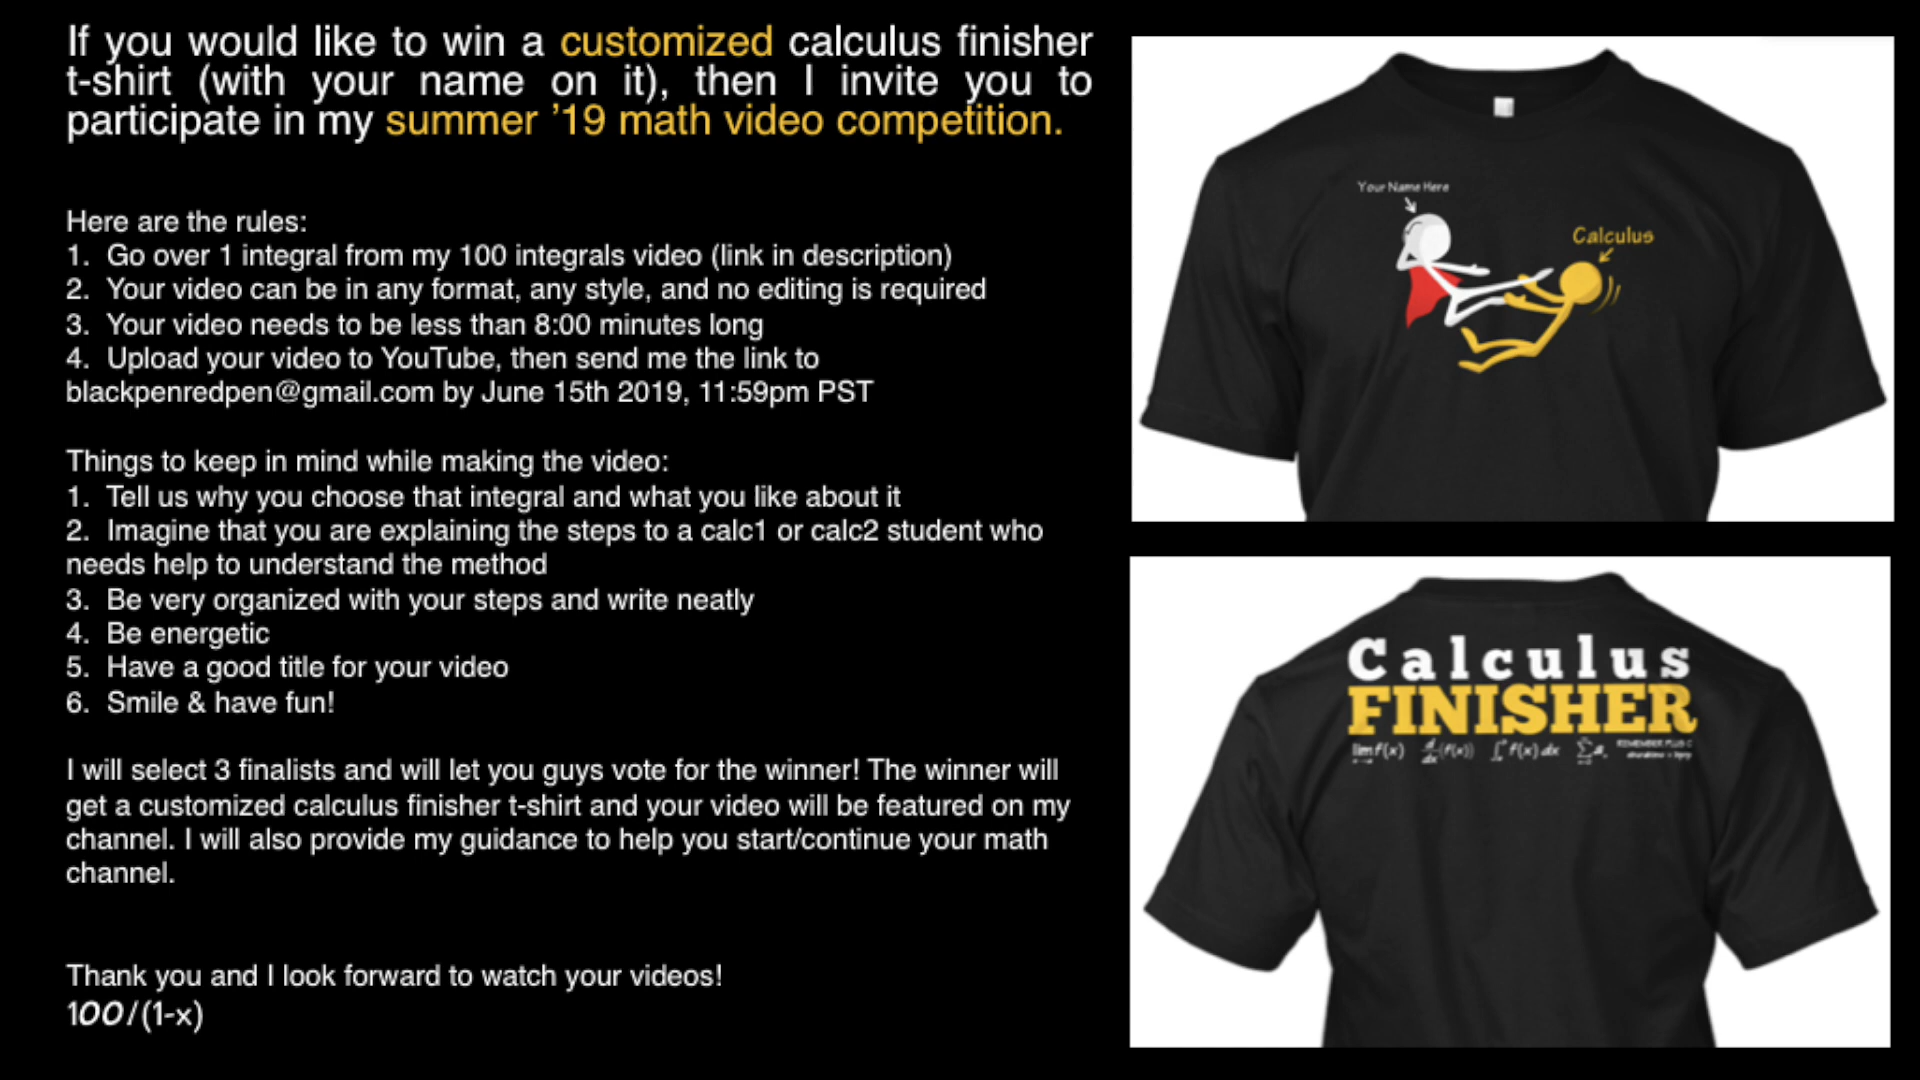 If you would like to win a customized calculus finisher
t-shirt (with your name on it), then I invite you to
participate in my summer ’19 math video competition.
Here are the rules:
1. Go over 1 integral from my 100 integrals video (link in description)
2. Your video can be in any format, any style, and no editing is required
3. Your video needs to be less than 8:00 minutes long
4. Upload your video to YouTube, then send me the link to
blackpenredpen@gmail.com by June 15th 2019, 11:59pm PST
Things to keep in mind while making the video:
1. Tell us why you choose that integral and what you like about it
2. Imagine that you are explaining the steps to a calc1 or calc2 student who
needs help to understand the method
3. Be very organized with your steps and write neatly
4. Be energetic
5. Have a good title for your video
6. Smile & have fun!
I will select 3 finalists and will let you guys vote for the winner! The winner will
get a customized calculus finisher t-shirt and your video will be featured on my
channel. I will also provide my guidance to help you start/continue your math
channel.
Thank you and I look forward to watch your videos!
100/(1-x)
Your Name Here
Calculus
Calculus
FINISHER
lim f(x) d/dx (f(x)) ∫ f(x) dx REMEMBER PLUS C